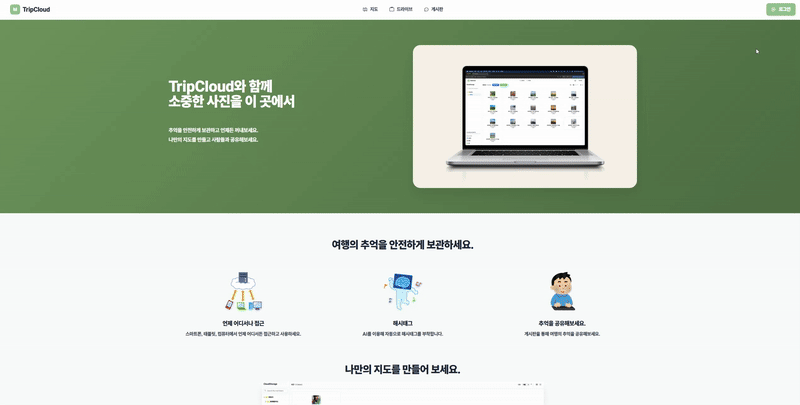 M TripCloud
지도
드라이브
게시판
로그인
TripCloud와 함께
소중한 사진을 이 곳에서
추억을 안전하게 보관하고 언제든 꺼내보세요.
나만의 지도를 만들고 사람들과 공유해보세요.
여행의 추억을 안전하게 보관하세요.
언제 어디서나 접근
스마트폰, 태블릿, 컴퓨터에서 언제 어디서든 접근하고 사용하세요.
해시태그
AI를 이용해 자동으로 해시태그를 부착합니다.
추억을 공유해보세요.
게시판을 통해 여행의 추억을 공유해보세요.
나만의 지도를 만들어 보세요.